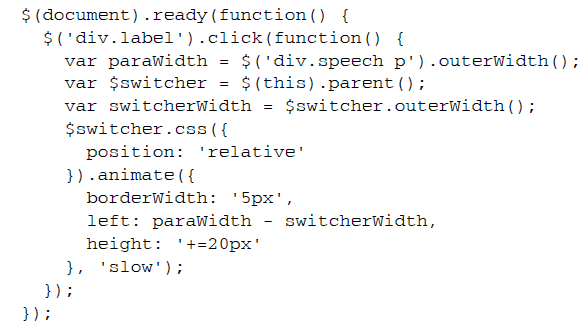 $(document).ready(function() {
  $('div.label').click(function() {
    var paraWidth = $('div.speech p').outerWidth();
    var $switcher = $(this).parent();
    var switcherWidth = $switcher.outerWidth();
    $switcher.css({
      position: 'relative'
    }).animate({
      borderWidth: '5px',
      left: paraWidth - switcherWidth,
      height: '+=20px'
    }, 'slow');
  });
});